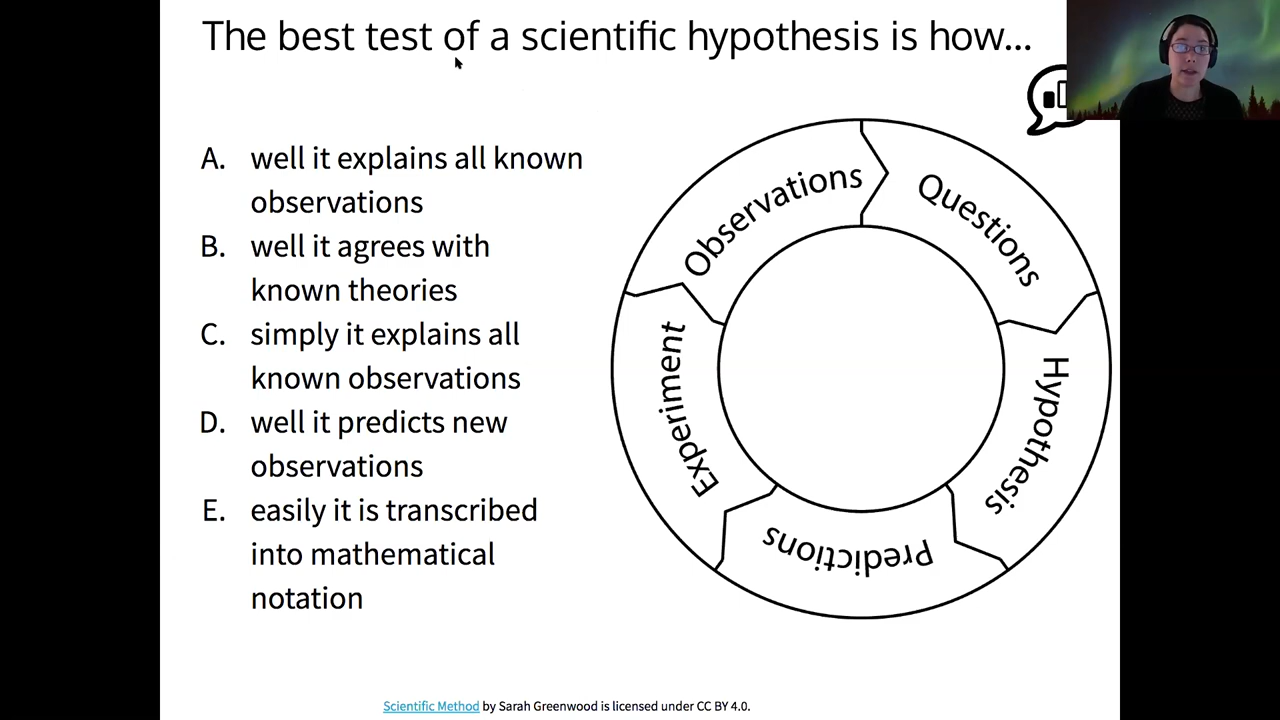 The best test of a scientific hypothesis is how...
A. well it explains all known
observations
B. well it agrees with
known theories
C. simply it explains all
known observations
D. well it predicts new
observations
E. easily it is transcribed
into mathematical
notation
Observations
Questions
Hypothesis
Predictions
Experiment
Scientific Method by Sarah Greenwood is licensed under CC BY 4.0.